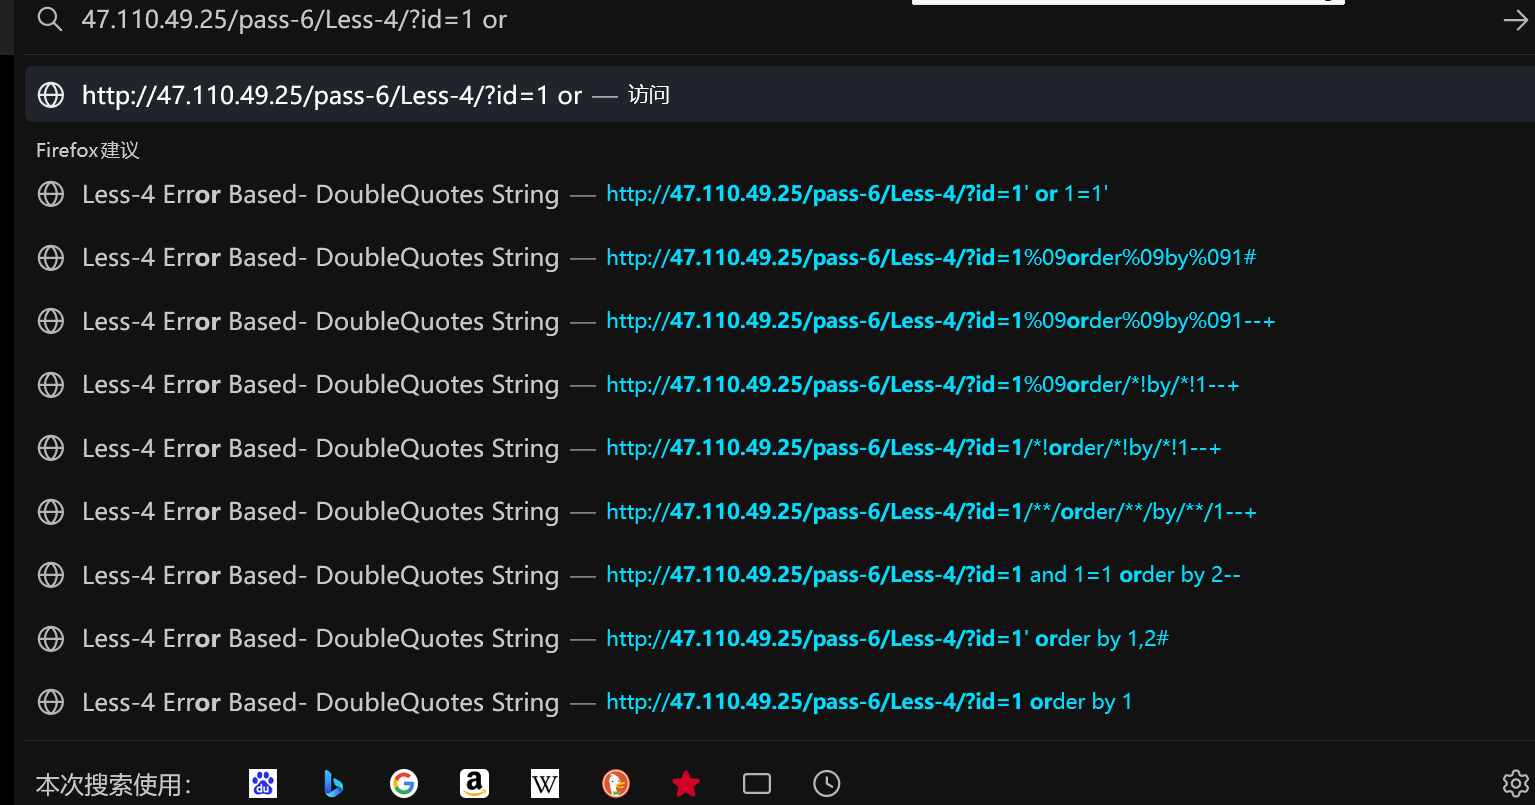 47.110.49.25/pass-6/Less-4/?id=1 or
http://47.110.49.25/pass-6/Less-4/?id=1 or — 访问
Firefox建议
Less-4 Error Based- DoubleQuotes String — http://47.110.49.25/pass-6/Less-4/?id=1' or 1=1'
Less-4 Error Based- DoubleQuotes String — http://47.110.49.25/pass-6/Less-4/?id=1%09order%09by%091#
Less-4 Error Based- DoubleQuotes String — http://47.110.49.25/pass-6/Less-4/?id=1%09order%09by%091--+
Less-4 Error Based- DoubleQuotes String — http://47.110.49.25/pass-6/Less-4/?id=1%09order/*!by/*!1--+
Less-4 Error Based- DoubleQuotes String — http://47.110.49.25/pass-6/Less-4/?id=1/*!order/*!by/*!1--+
Less-4 Error Based- DoubleQuotes String — http://47.110.49.25/pass-6/Less-4/?id=1/**/order/**/by/**/1--+
Less-4 Error Based- DoubleQuotes String — http://47.110.49.25/pass-6/Less-4/?id=1 and 1=1 order by 2--
Less-4 Error Based- DoubleQuotes String — http://47.110.49.25/pass-6/Less-4/?id=1' order by 1,2#
Less-4 Error Based- DoubleQuotes String — http://47.110.49.25/pass-6/Less-4/?id=1 order by 1
本次搜索使用： du b G a W